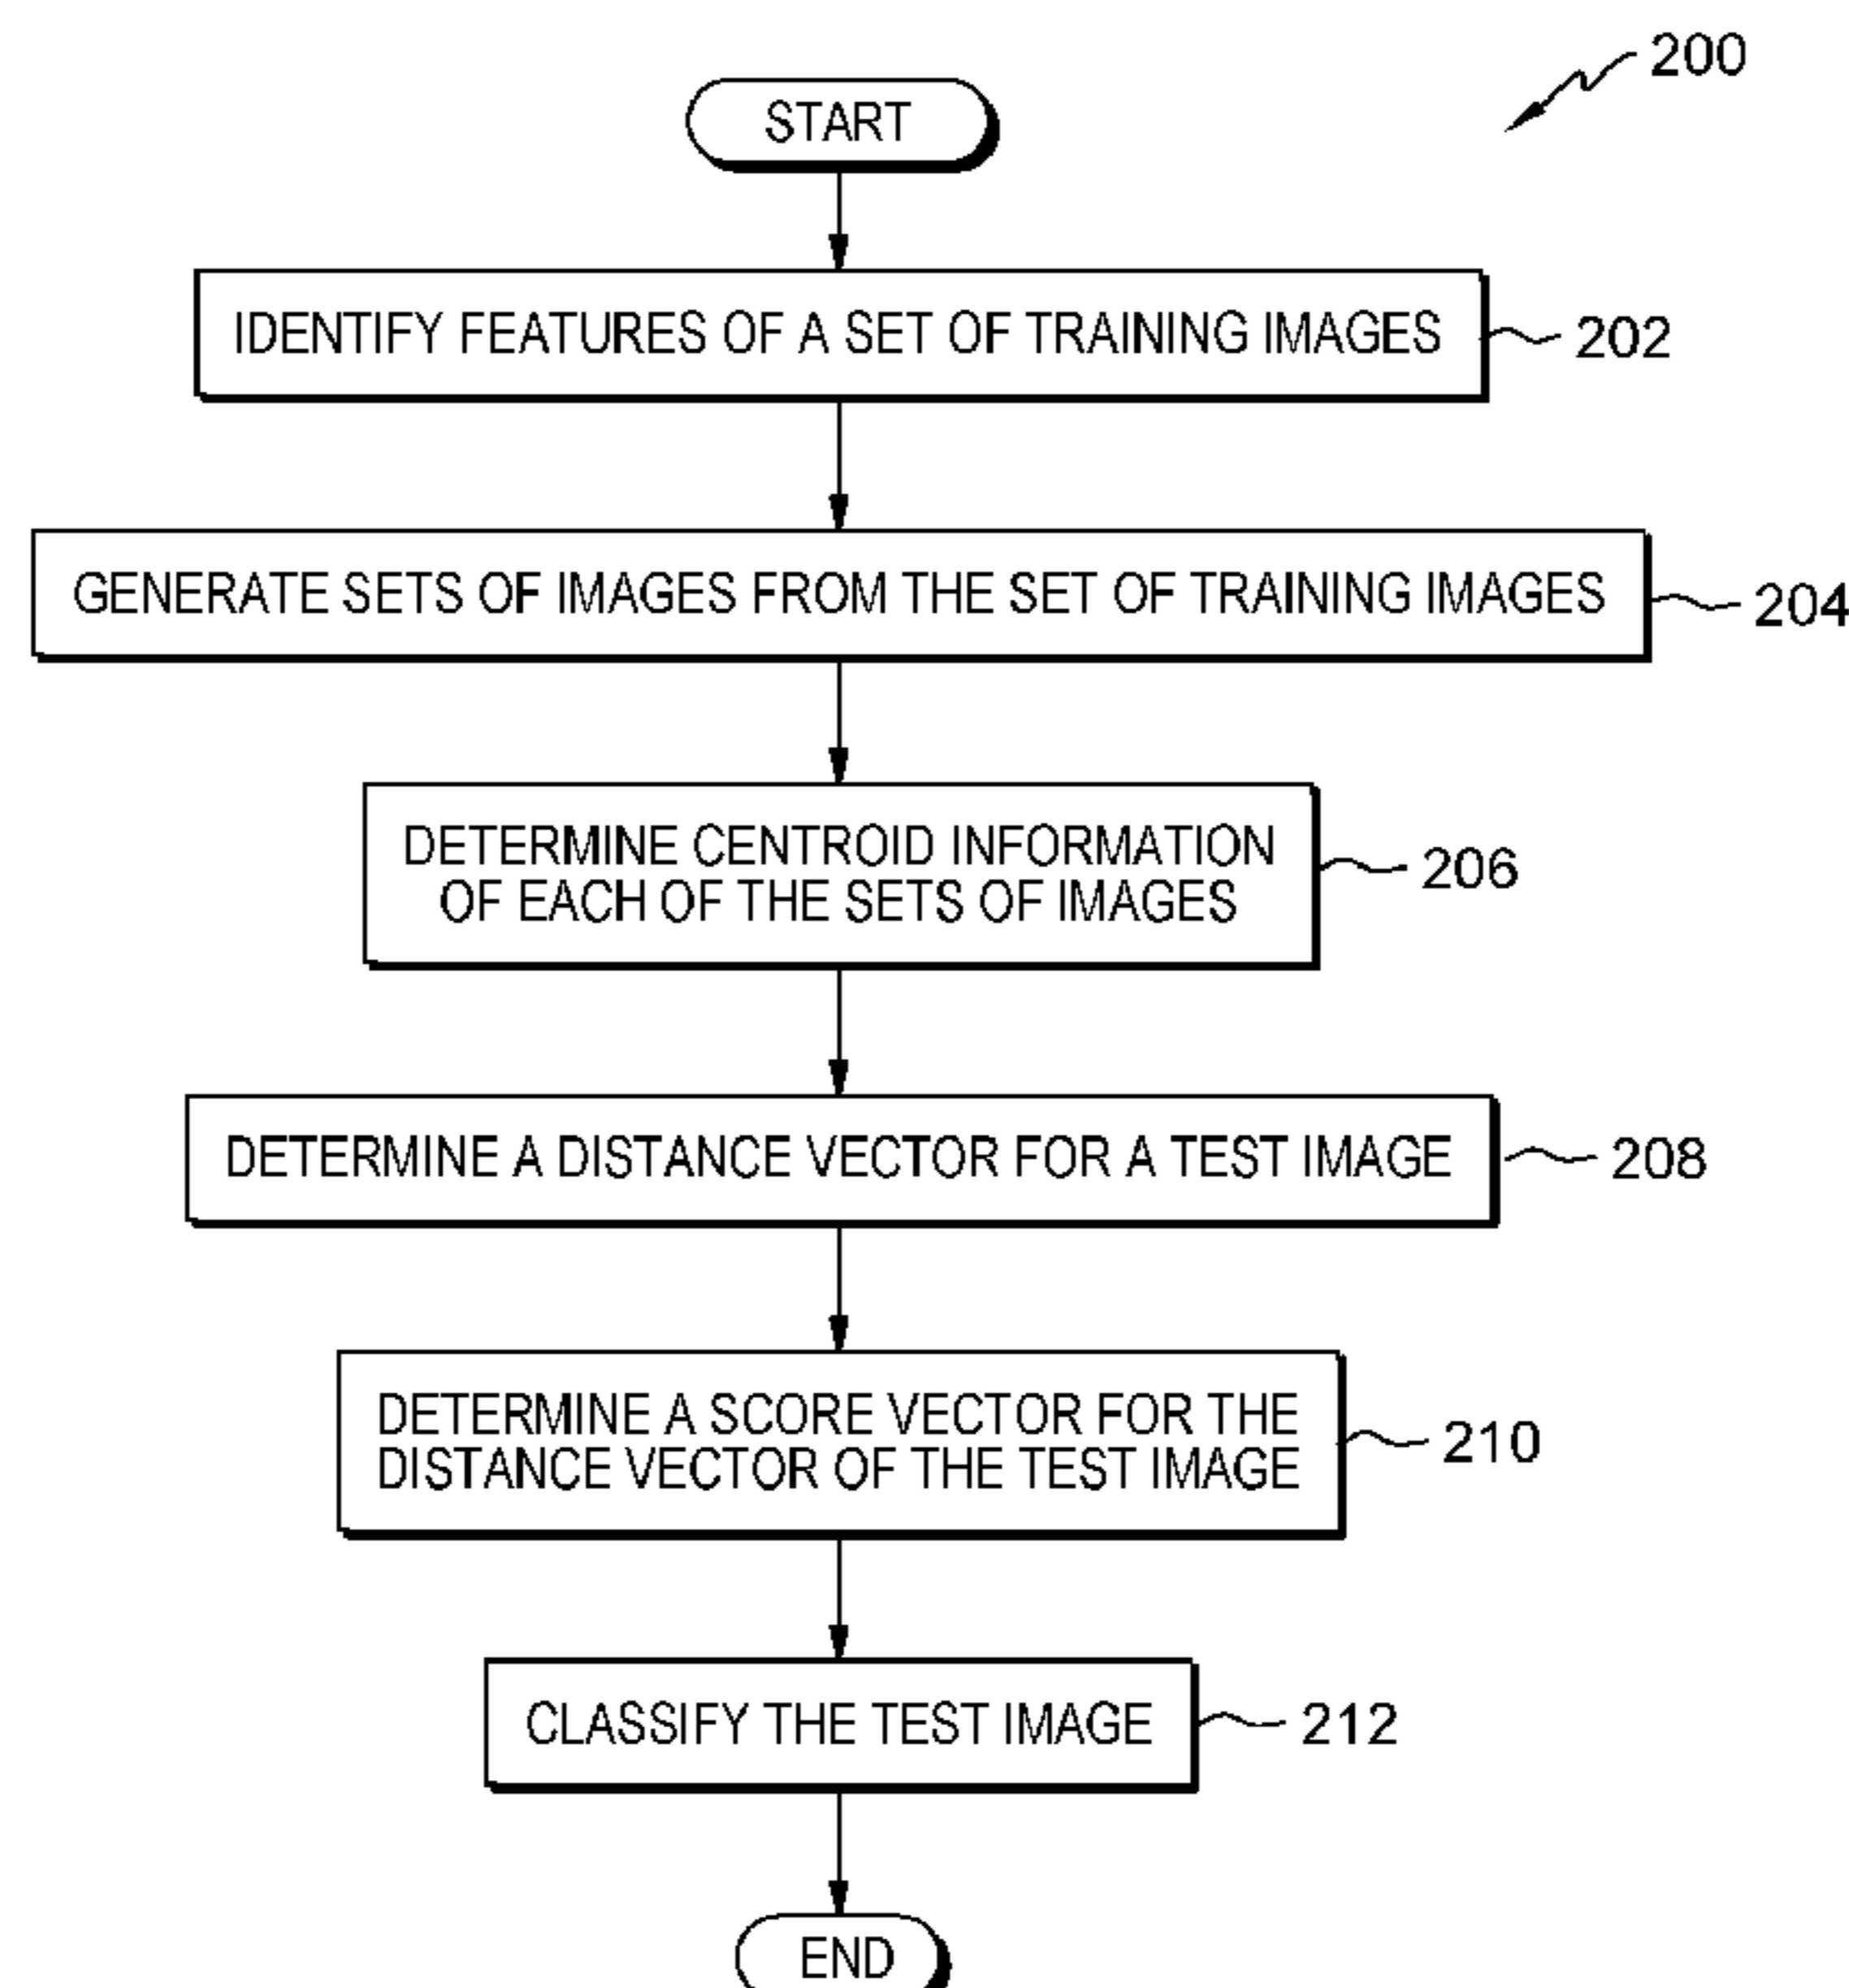 200
START
IDENTIFY FEATURES OF A SET OF TRAINING IMAGES
202
GENERATE SETS OF IMAGES FROM THE SET OF TRAINING IMAGES
204
DETERMINE CENTROID INFORMATION
OF EACH OF THE SETS OF IMAGES
206
DETERMINE A DISTANCE VECTOR FOR A TEST IMAGE
208
DETERMINE A SCORE VECTOR FOR THE
DISTANCE VECTOR OF THE TEST IMAGE
210
CLASSIFY THE TEST IMAGE
212
END